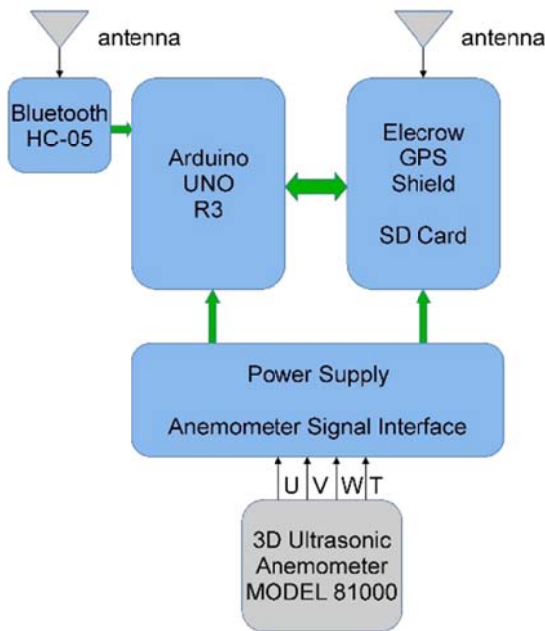 antenna
antenna
Bluetooth
HC-05
Arduino
UNO
R3
Elecrow
GPS
Shield
SD Card
Power Supply
Anemometer Signal Interface
U V W T
3D Ultrasonic
Anemometer
MODEL 81000